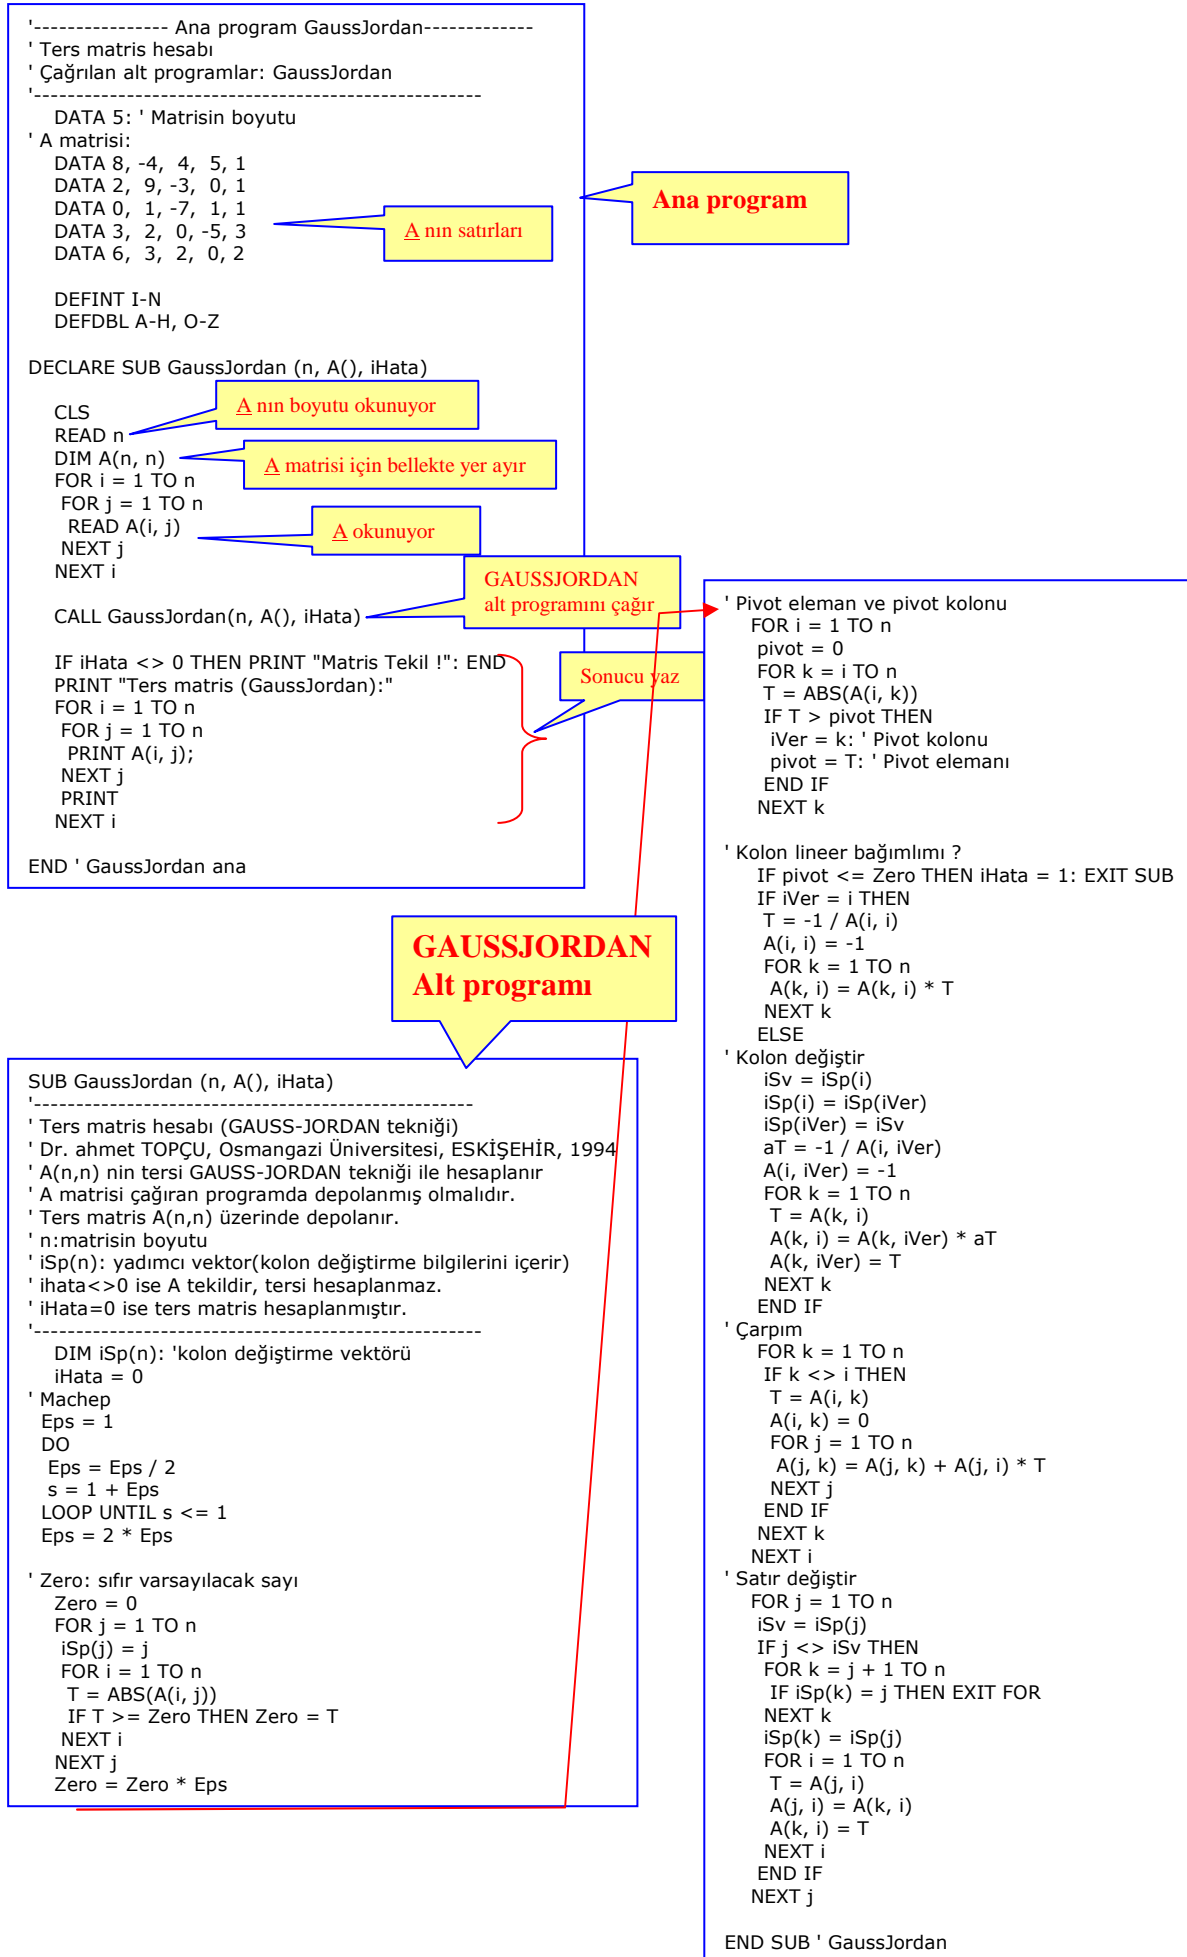 '---------------- Ana program GaussJordan-------------
' Ters matris hesabı
' Çağrılan alt programlar: GaussJordan
'-----------------------------------------------------
DATA 5: ' Matrisin boyutu
' A matrisi:
DATA 8, -4, 4, 5, 1
DATA 2, 9, -3, 0, 1
DATA 0, 1, -7, 1, 1
DATA 3, 2, 0, -5, 3
DATA 6, 3, 2, 0, 2
A nın satırları
Ana program
DEFINT I-N
DEFDBL A-H, O-Z
DECLARE SUB GaussJordan (n, A(), iHata)
CLS
READ n
DIM A(n, n)
FOR i = 1 TO n
FOR j = 1 TO n
READ A(i, j)
NEXT j
NEXT i
A nın boyutu okunuyor
A matrisi için bellekte yer ayır
A okunuyor
CALL GaussJordan(n, A(), iHata)
GAUSSJORDAN
alt programını çağır
IF iHata <> 0 THEN PRINT "Matris Tekil !": END
PRINT "Ters matris (GaussJordan):"
FOR i = 1 TO n
FOR j = 1 TO n
PRINT A(i, j);
NEXT j
PRINT
NEXT i
Sonucu yaz
END ' GaussJordan ana
GAUSSJORDAN
Alt programı
SUB GaussJordan (n, A(), iHata)
'----------------------------------------------------
' Ters matris hesabı (GAUSS-JORDAN tekniği)
' Dr. ahmet TOPÇU, Osmangazi Üniversitesi, ESKİŞEHİR, 1994
' A(n,n) nin tersi GAUSS-JORDAN tekniği ile hesaplanır
' A matrisi çağıran programda depolanmış olmalıdır.
' Ters matris A(n,n) üzerinde depolanır.
' n:matrisin boyutu
' iSp(n): yadımcı vektor(kolon değiştirme bilgilerini içerir)
' ihata<>0 ise A tekildir, tersi hesaplanmaz.
' iHata=0 ise ters matris hesaplanmıştır.
'-----------------------------------------------------
DIM iSp(n): 'kolon değiştirme vektörü
iHata = 0
' Machep
Eps = 1
DO
Eps = Eps / 2
s = 1 + Eps
LOOP UNTIL s <= 1
Eps = 2 * Eps
' Zero: sıfır varsayılacak sayı
Zero = 0
FOR j = 1 TO n
iSp(j) = j
FOR i = 1 TO n
T = ABS(A(i, j))
IF T >= Zero THEN Zero = T
NEXT i
NEXT j
Zero = Zero * Eps
' Pivot eleman ve pivot kolonu
FOR i = 1 TO n
pivot = 0
FOR k = i TO n
T = ABS(A(i, k))
IF T > pivot THEN
iVer = k: ' Pivot kolonu
pivot = T: ' Pivot elemanı
END IF
NEXT k
' Kolon lineer bağımlımı ?
IF pivot <= Zero THEN iHata = 1: EXIT SUB
IF iVer = i THEN
T = -1 / A(i, i)
A(i, i) = -1
FOR k = 1 TO n
A(k, i) = A(k, i) * T
NEXT k
ELSE
' Kolon değiştir
iSv = iSp(i)
iSp(i) = iSp(iVer)
iSp(iVer) = iSv
aT = -1 / A(i, iVer)
A(i, iVer) = -1
FOR k = 1 TO n
T = A(k, i)
A(k, i) = A(k, iVer) * aT
A(k, iVer) = T
NEXT k
END IF
' Çarpım
FOR k = 1 TO n
IF k <> i THEN
T = A(i, k)
A(i, k) = 0
FOR j = 1 TO n
A(j, k) = A(j, k) + A(j, i) * T
NEXT j
END IF
NEXT k
NEXT i
' Satır değiştir
FOR j = 1 TO n
iSv = iSp(j)
IF j <> iSv THEN
FOR k = j + 1 TO n
IF iSp(k) = j THEN EXIT FOR
NEXT k
iSp(k) = iSp(j)
FOR i = 1 TO n
T = A(j, i)
A(j, i) = A(k, i)
A(k, i) = T
NEXT i
END IF
NEXT j
END SUB ' GaussJordan